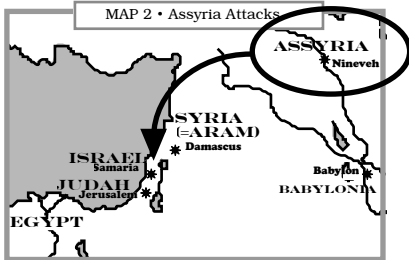 MAP 2 • Assyria Attacks
ASSYRIA
Nineveh
SYRIA
(=ARAM)
Damascus
ISRAEL
Samaria
JUDAH
Jerusalem
Babylon
BABYLONIA
EGYPT